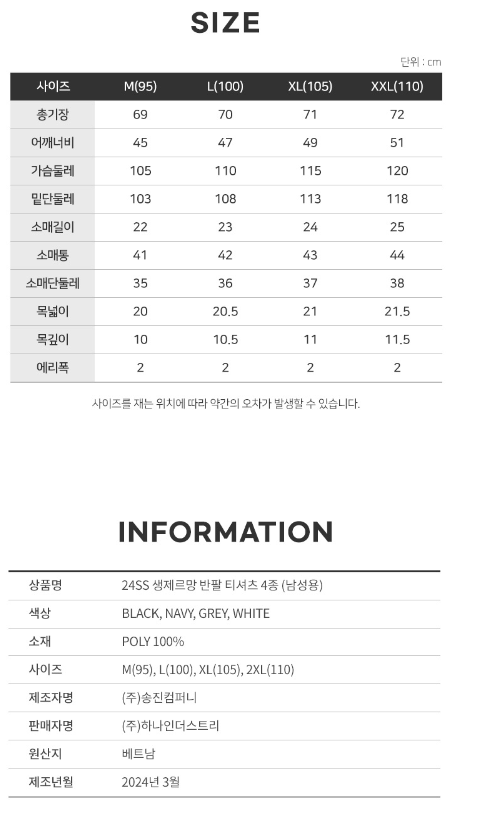 SIZE
단위 : cm
사이즈 M(95) L(100) XL(105) XXL(110)
총기장 69 70 71 72
어깨너비 45 47 49 51
가슴둘레 105 110 115 120
밑단둘레 103 108 113 118
소매길이 22 23 24 25
소매통 41 42 43 44
소매단둘레 35 36 37 38
목넓이 20 20.5 21 21.5
목깊이 10 10.5 11 11.5
에리폭 2 2 2 2
사이즈를 재는 위치에 따라 약간의 오차가 발생할 수 있습니다.
INFORMATION
상품명 24SS 생제르망 반팔 티셔츠 4종 (남성용)
색상 BLACK, NAVY, GREY, WHITE
소재 POLY 100%
사이즈 M(95), L(100), XL(105), 2XL(110)
제조자명 (주)송진컴퍼니
판매자명 (주)하나인더스트리
원산지 베트남
제조년월 2024년 3월